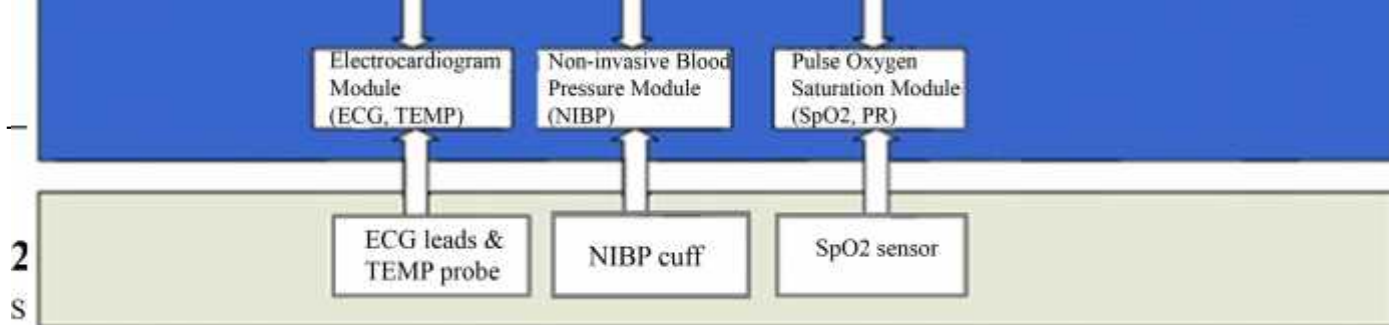 Electrocardiogram
Module
(ECG, TEMP)
Non-invasive Blood
Pressure Module
(NIBP)
Pulse Oxygen
Saturation Module
(SpO2, PR)
2
ECG leads &
TEMP probe
NIBP cuff
SpO2 sensor
S